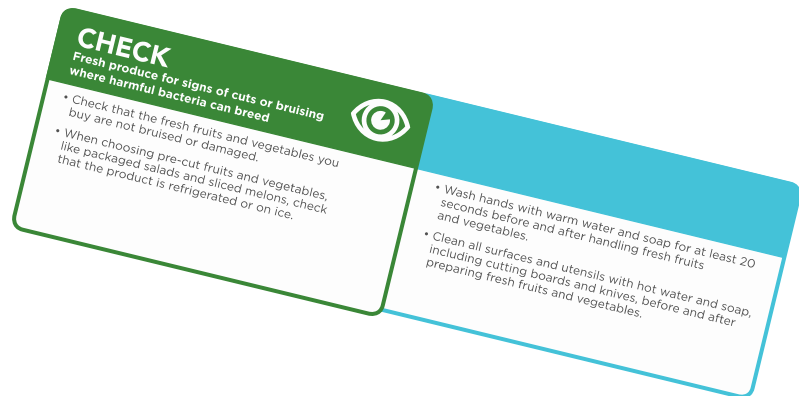 CHECK
Fresh produce for signs of cuts or bruising
where harmful bacteria can breed
• Check that the fresh fruits and vegetables you
buy are not bruised or damaged.
• When choosing pre-cut fruits and vegetables,
like packaged salads and sliced melons, check
that the product is refrigerated or on ice.
• Wash hands with warm water and soap for at least 20
seconds before and after handling fresh fruits
and vegetables.
• Clean all surfaces and utensils with hot water and soap,
including cutting boards and knives, before and after
preparing fresh fruits and vegetables.